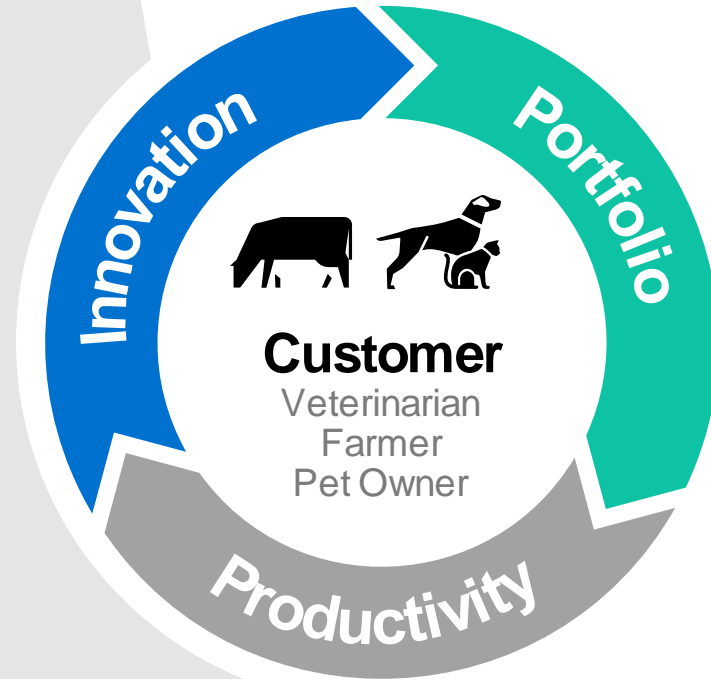 Innovation
Portfolio
Customer
Veterinarian
Farmer
Pet Owner
Productivity